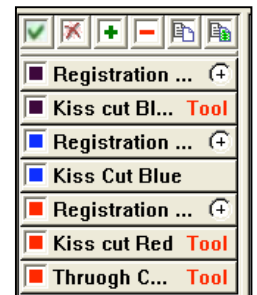 Registration ...
Kiss cut Bl... Tool
Registration ...
Kiss Cut Blue
Registration ...
Kiss cut Red Tool
Thruogh C... Tool